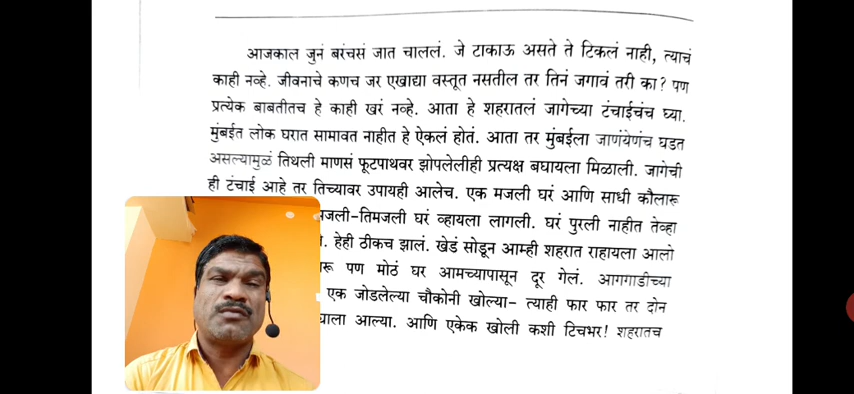 आजकाल जुनं बरंचसं जात चाललं. जे टाकाऊ असते ते टिकलं नाही, त्याचं
काही नव्हे. जीवनाचे कणच जर एखाद्या वस्तूत नसतील तर तिनं जगावं तरी का? पण
प्रत्येक बाबतीतच हे काही खरं नव्हे. आता हे शहरातलं जागेच्या टंचाईचंच घ्या.
मुंबईत लोक घरात सामावत नाहीत हे ऐकलं होतं. आता तर मुंबईला जाणंयेणंच घडत
असल्यामुळं तिथली माणसं फूटपाथवर झोपलेलीही प्रत्यक्ष बघायला मिळाली. जागेची
ही टंचाई आहे तर तिच्यावर उपायही आलेच. एक मजली घरं आणि साधी कौलारू
मजली-तिमजली घरं व्हायला लागली. घरं पुरली नाहीत तेव्हा
. हेही ठीकच झालं. खेडं सोडून आम्ही शहरात राहायला आलो
पण मोठं घर आमच्यापासून दूर गेलं. आगगाडीच्या
एक जोडलेल्या चौकोनी खोल्या- त्याही फार फार तर दोन
आल्या. आणि एकेक खोली कशी टिचभर! शहरातच